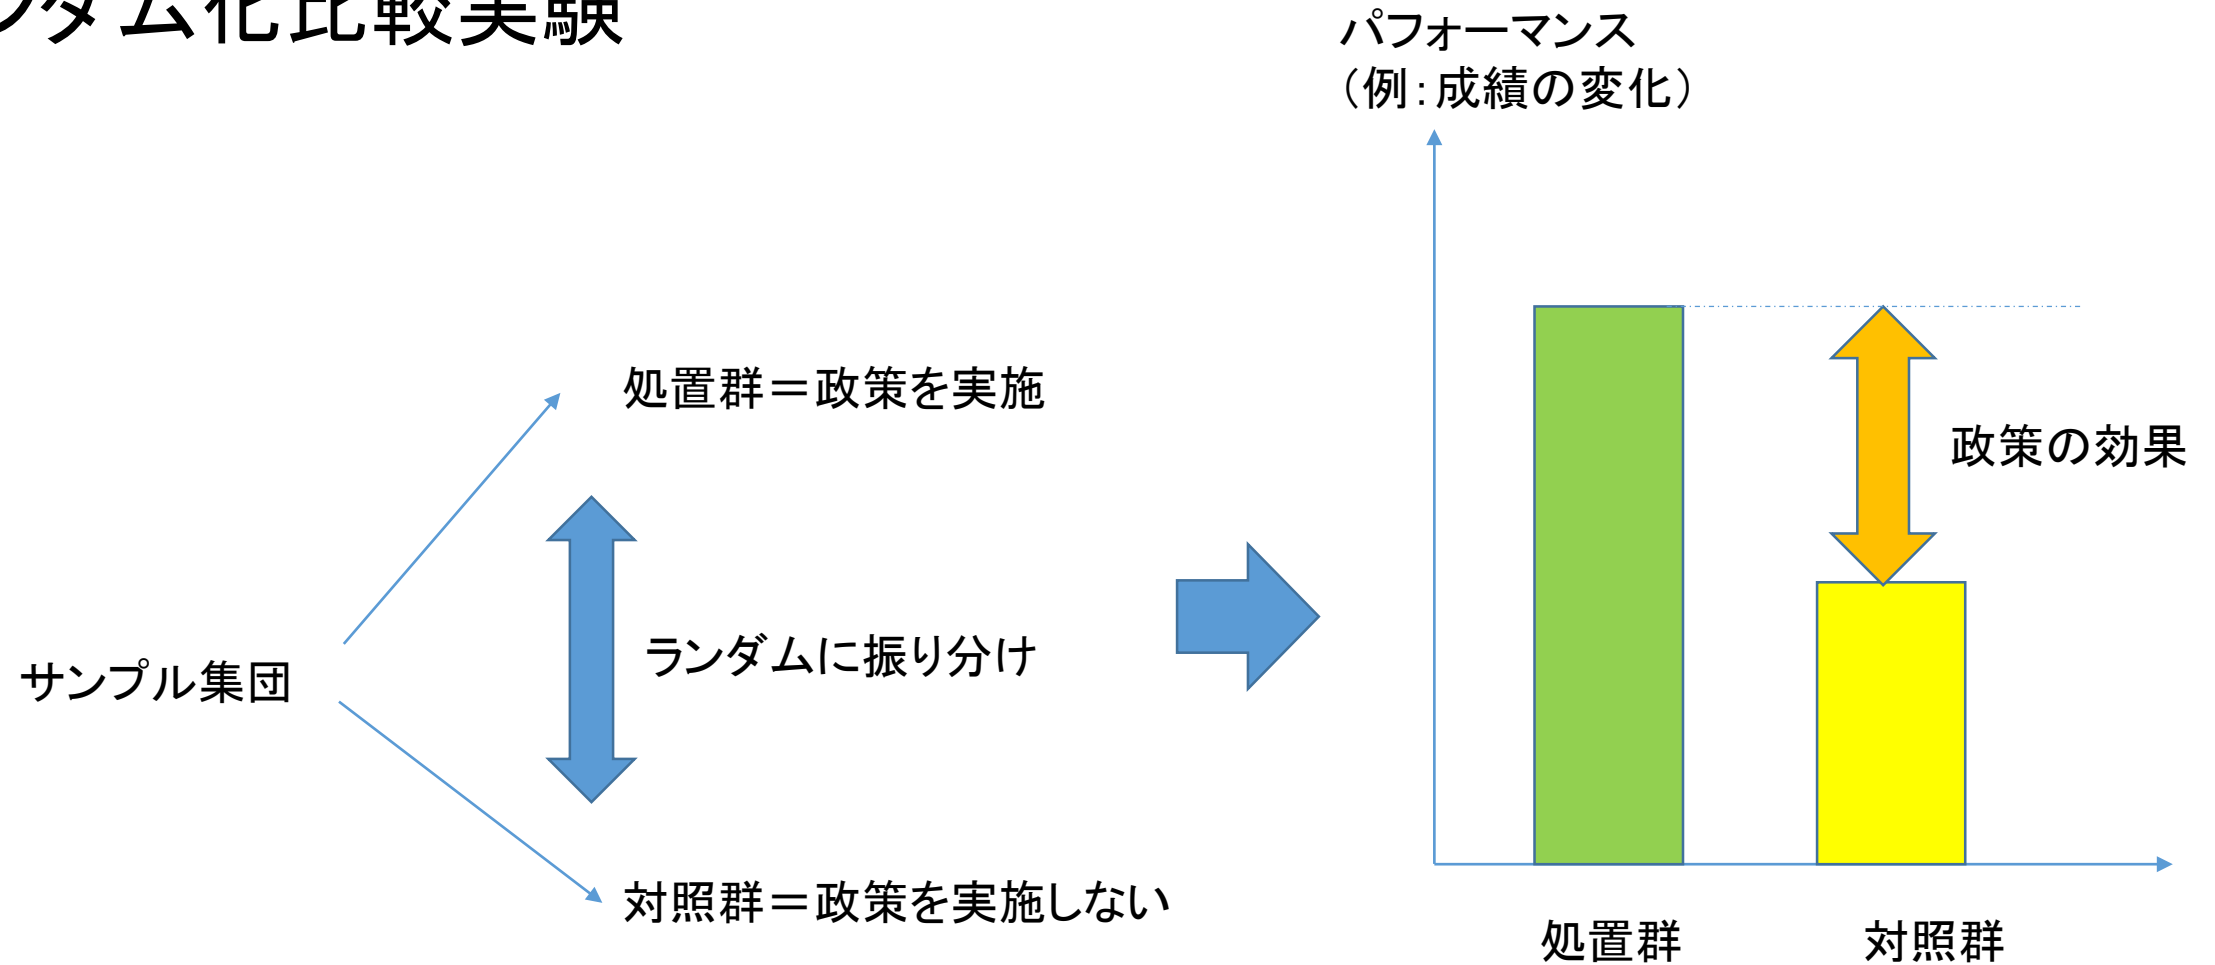 ンダム化比較実験
パフォーマンス
（例：成績の変化）
処置群＝政策を実施
政策の効果
ランダムに振り分け
サンプル集団
対照群＝政策を実施しない
処置群
対照群